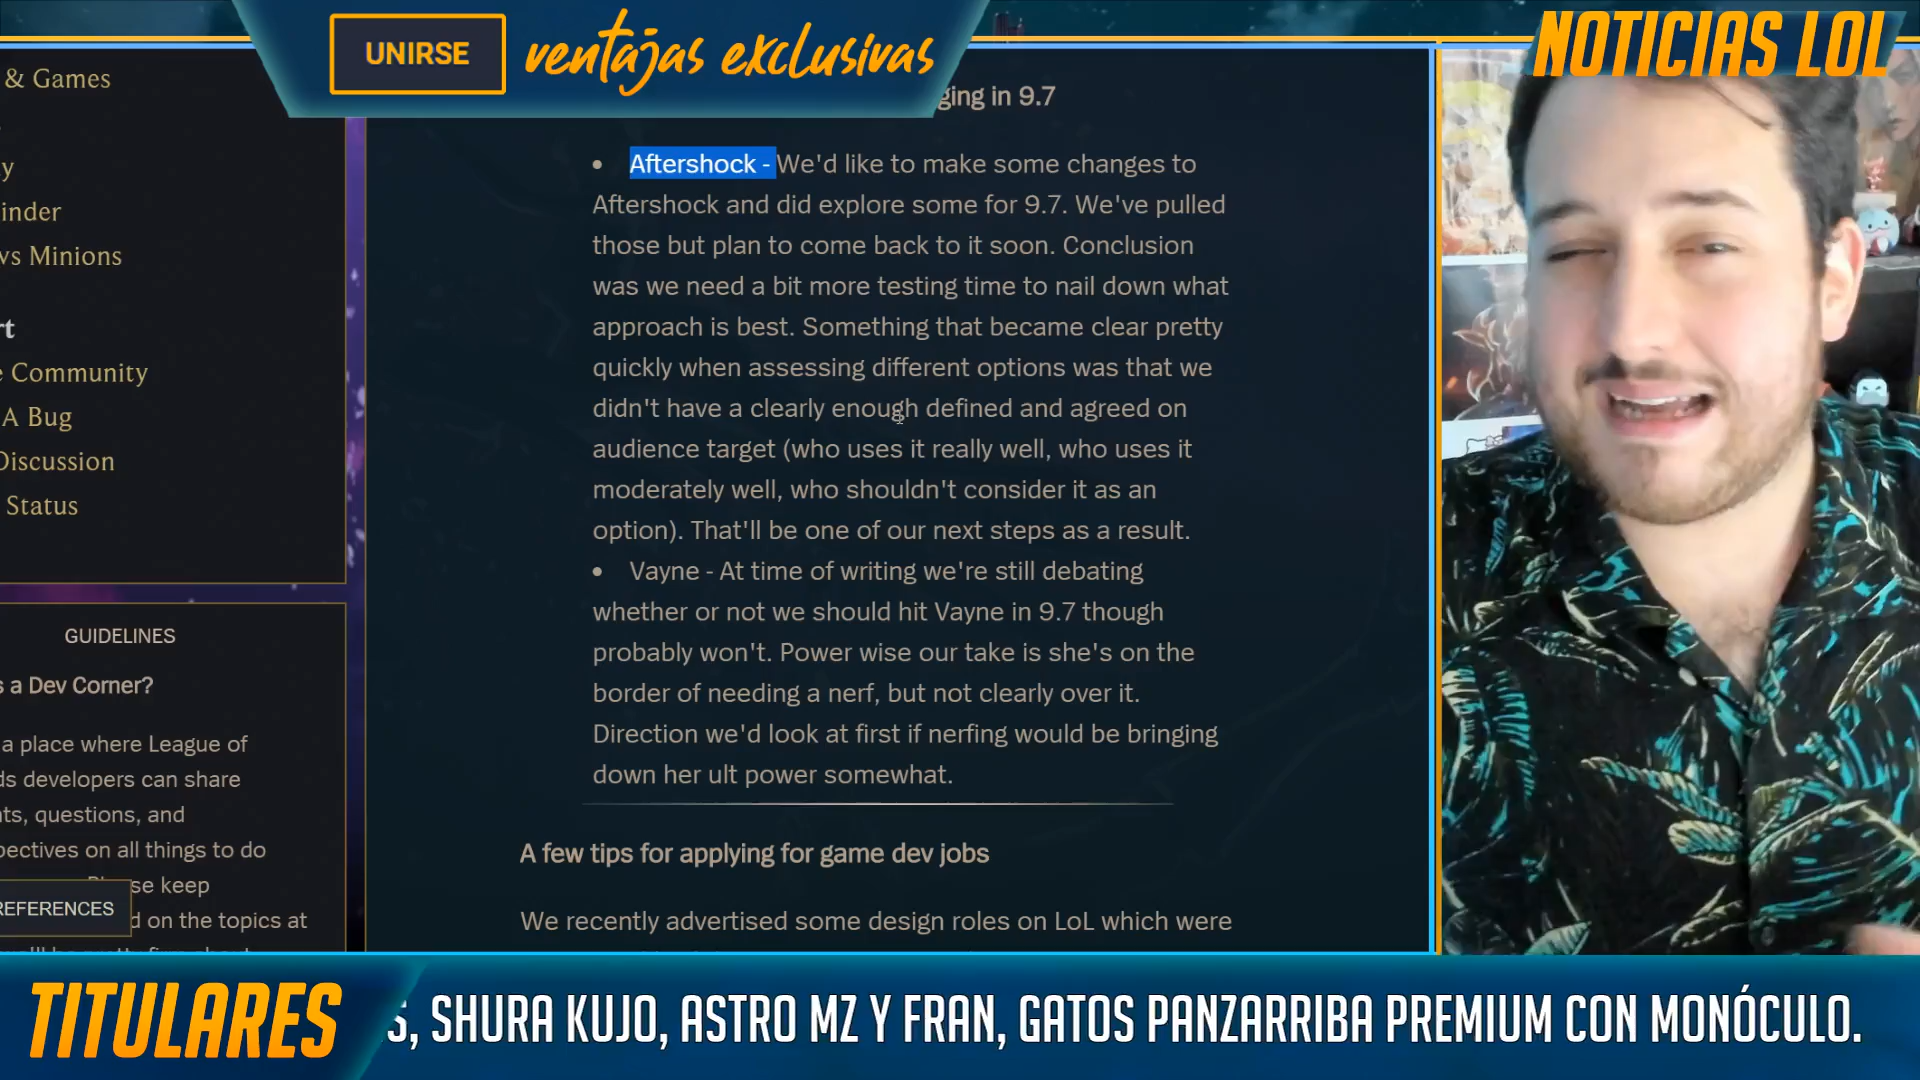 UNIRSE
ventajas exclusivas
NOTICIAS LOL
& Games
y
inder
vs Minions
rt
e Community
A Bug
Discussion
Status
GUIDELINES
s a Dev Corner?
a place where League of
ds developers can share
nts, questions, and
pectives on all things to do
se keep
REFERENCES
d on the topics at
ging in 9.7
• Aftershock - We'd like to make some changes to
Aftershock and did explore some for 9.7. We've pulled
those but plan to come back to it soon. Conclusion
was we need a bit more testing time to nail down what
approach is best. Something that became clear pretty
quickly when assessing different options was that we
didn't have a clearly enough defined and agreed on
audience target (who uses it really well, who uses it
moderately well, who shouldn't consider it as an
option). That'll be one of our next steps as a result.
• Vayne - At time of writing we're still debating
whether or not we should hit Vayne in 9.7 though
probably won't. Power wise our take is she's on the
border of needing a nerf, but not clearly over it.
Direction we'd look at first if nerfing would be bringing
down her ult power somewhat.
A few tips for applying for game dev jobs
We recently advertised some design roles on LoL which were
TITULARES
S, SHURA KUJO, ASTRO MZ Y FRAN, GATOS PANZARRIBA PREMIUM CON MONÓCULO.